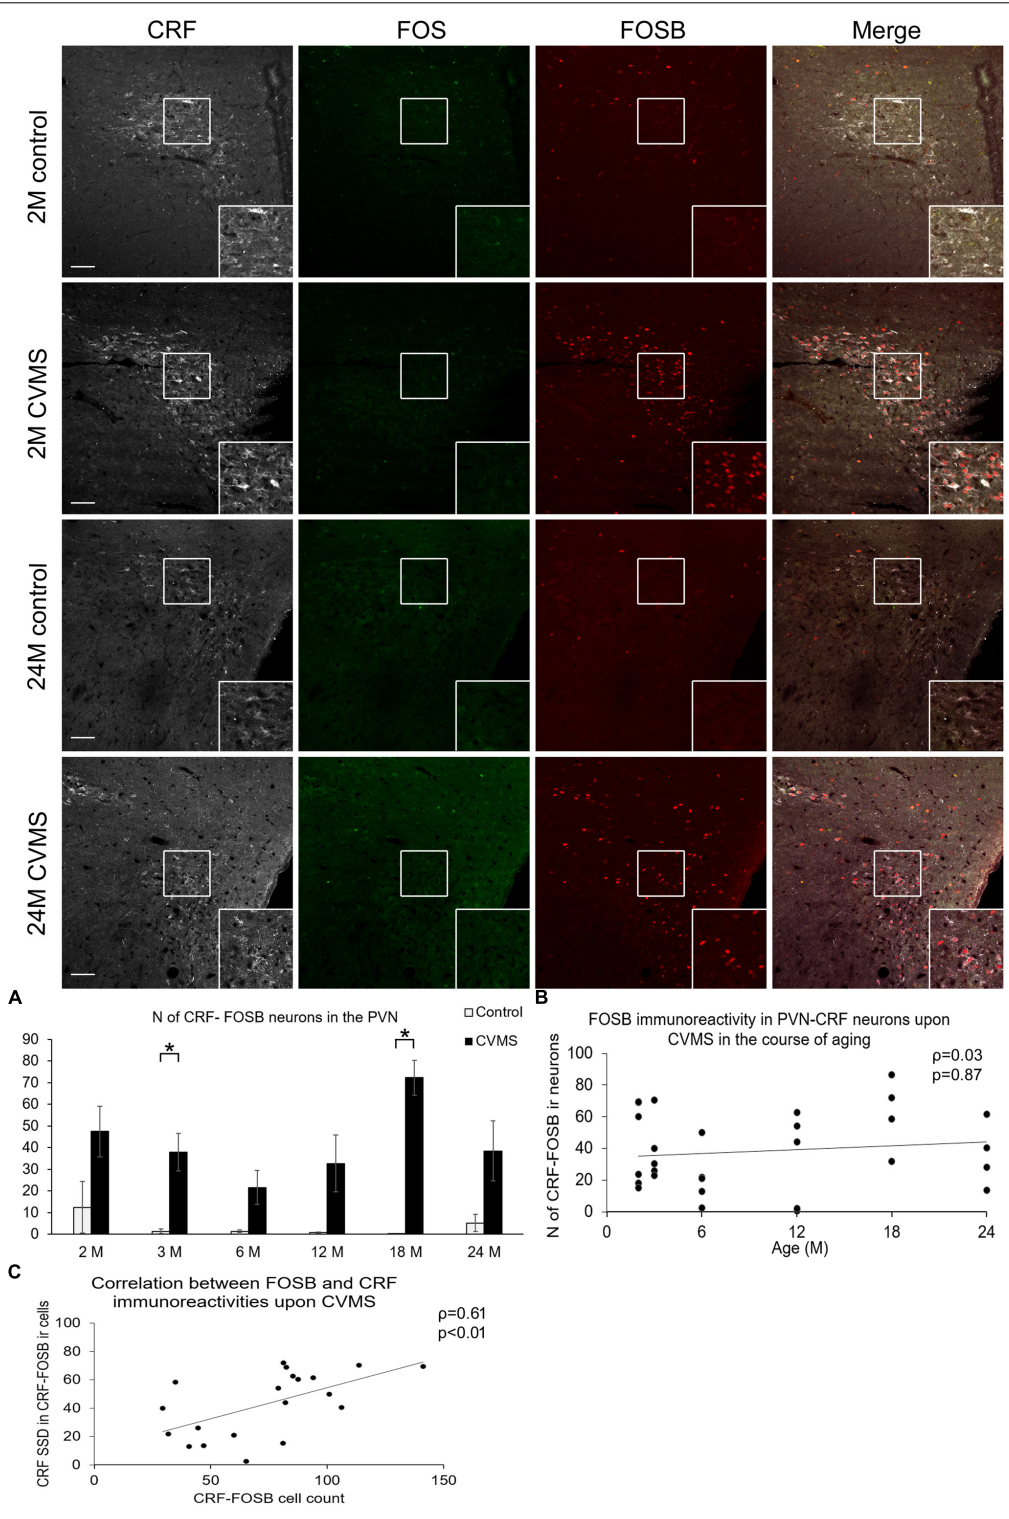 CRF FOS FOSB Merge
2M control
2M CVMS
24M control
24M CVMS
A
N of CRF- FOSB neurons in the PVN
Control
CVMS
90
80
70
60
50
40
30
20
10
0
*
*
2 M 3 M 6 M 12 M 18 M 24 M
B
FOSB immunoreactivity in PVN-CRF neurons upon
CVMS in the course of aging
ρ=0.03
p=0.87
N of CRF-FOSB ir neurons
100
80
60
40
20
0
0 6 12 18 24
Age (M)
C
Correlation between FOSB and CRF
immunoreactivities upon CVMS
ρ=0.61
p<0.01
CRF SSD in CRF-FOSB ir cells
100
80
60
40
20
0
0 50 100 150
CRF-FOSB cell count